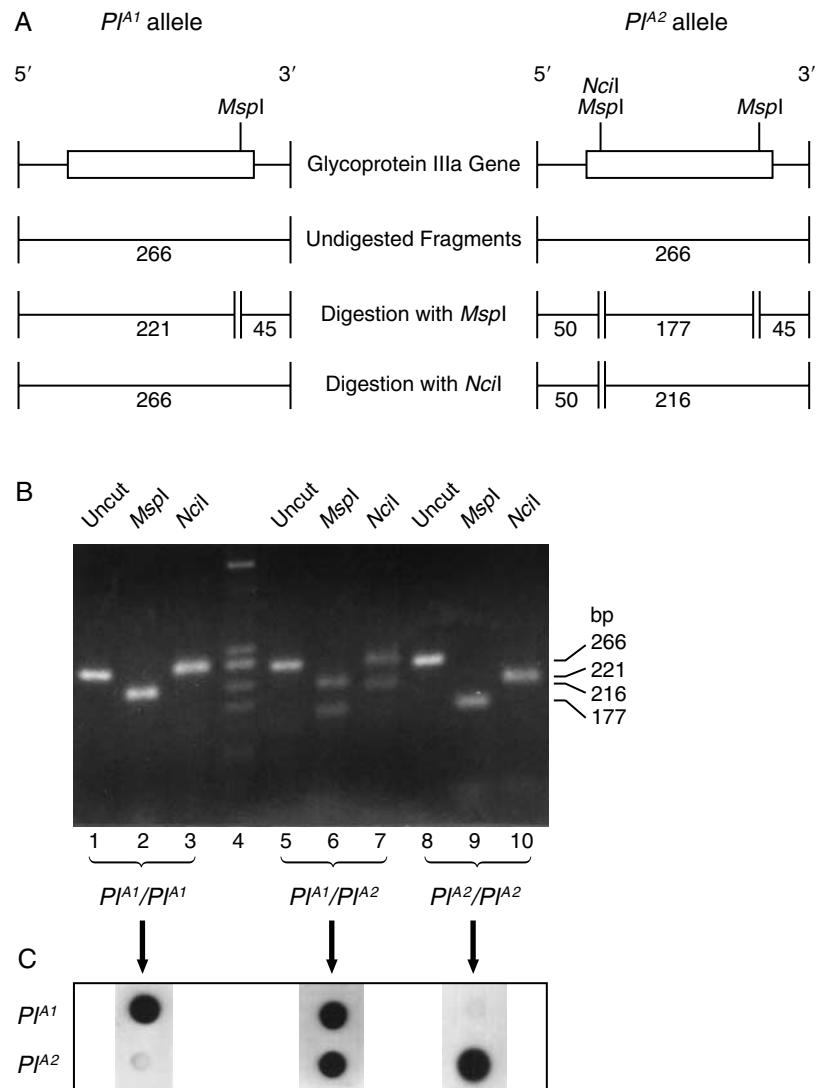 A Pl^A1 allele Pl^A2 allele
5′ 3′ 5′ 3′
NciI
MspI MspI MspI
Glycoprotein IIIa Gene
Undigested Fragments
266 266
Digestion with MspI
221 45 50 177 45
Digestion with NciI
266 50 216
B
Uncut MspI NciI Uncut MspI NciI Uncut MspI NciI
bp
266
221
216
177
1 2 3 4 5 6 7 8 9 10
Pl^A1/Pl^A1 Pl^A1/Pl^A2 Pl^A2/Pl^A2
C
Pl^A1
Pl^A2